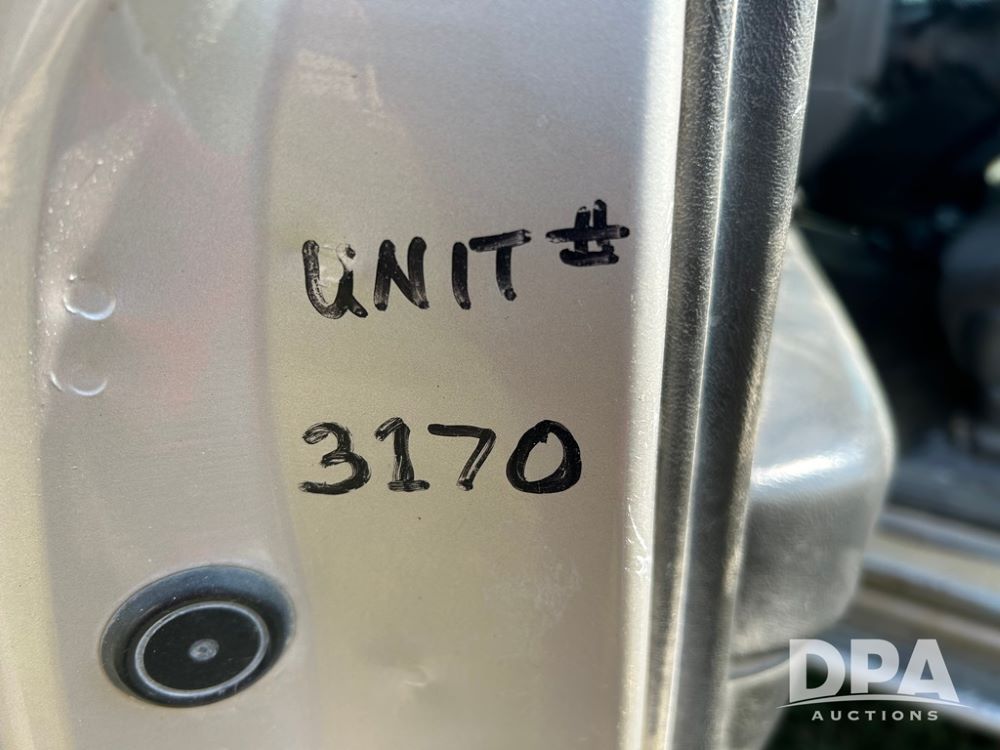 UNIT #
3170
DPA
AUCTIONS